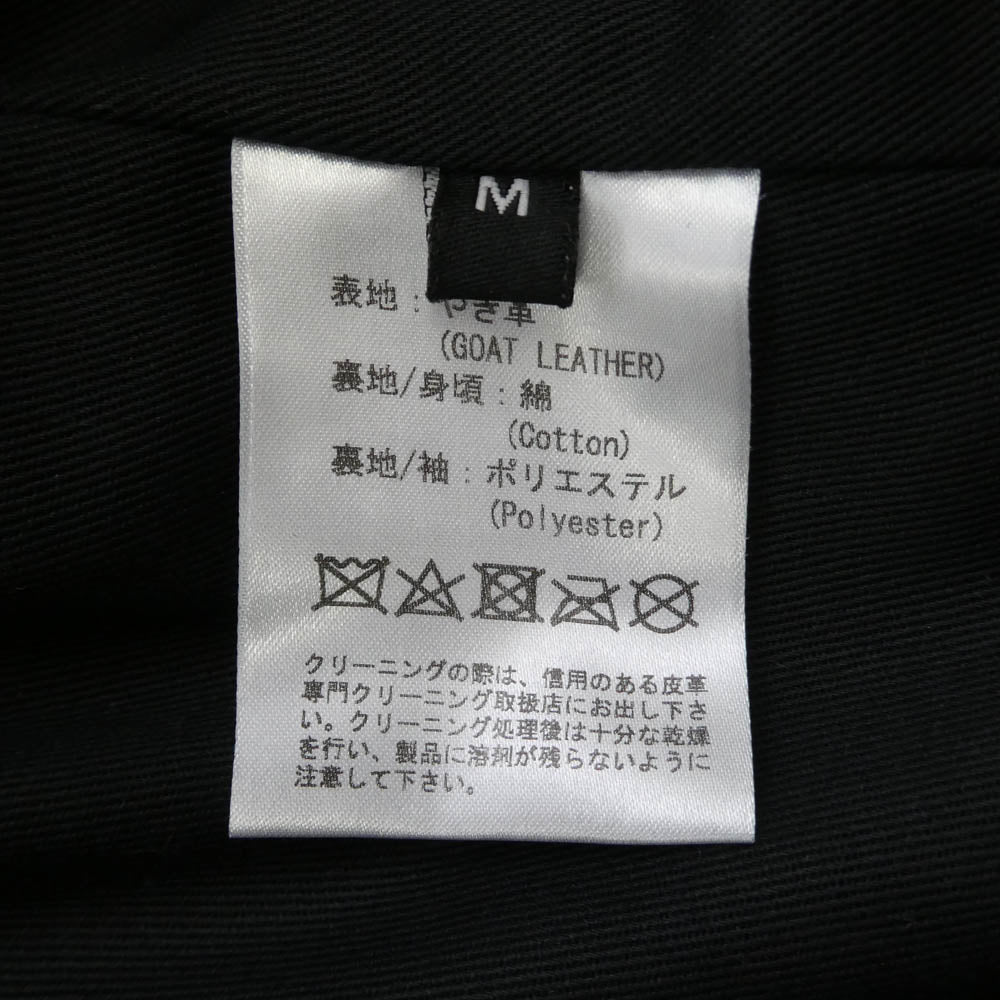 M
表地：やぎ革
(GOAT LEATHER)
裏地/身頃：綿
(Cotton)
裏地/袖：ポリエステル
(Polyester)
クリーニングの際は、信用のある皮革
専門クリーニング取扱店にお出し下さ
い。クリーニング処理後は十分な乾燥
を行い、製品に溶剤が残らないように
注意して下さい。